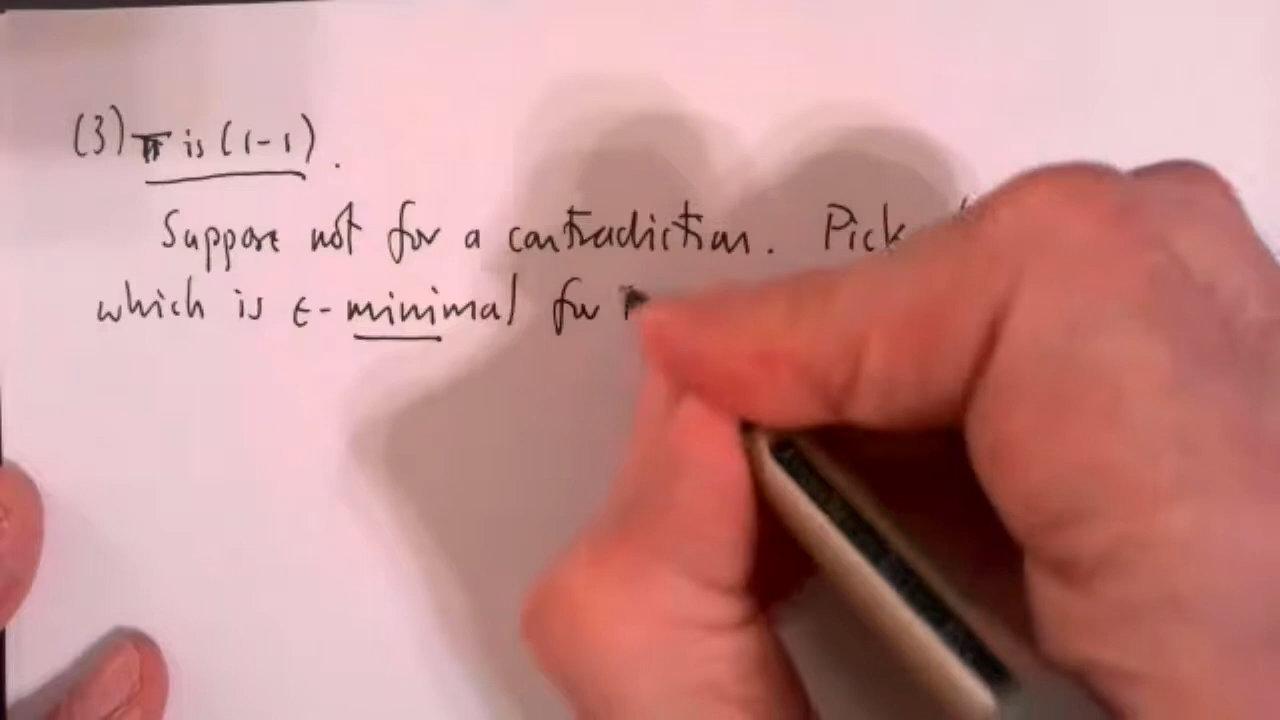 (3) π is (1-1).
Suppose not for a contradiction. Pick
which is ∈-minimal for